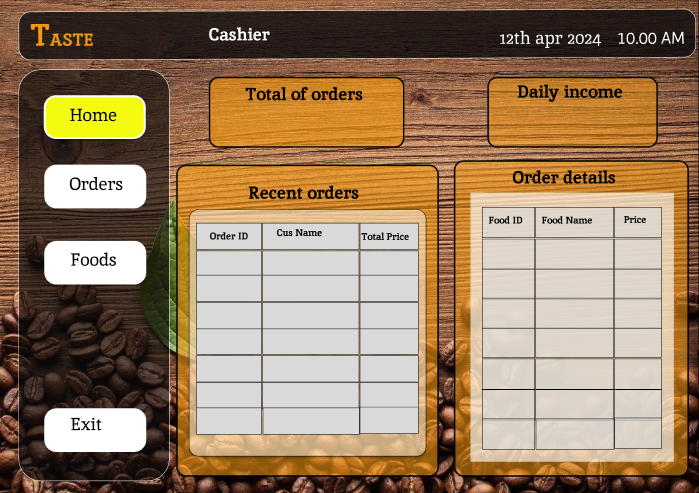 TASTE
Cashier
12th apr 2024 10.00 AM
Home
Orders
Foods
Exit
Total of orders
Daily income
Recent orders
Order ID Cus Name Total Price
Order details
Food ID Food Name Price